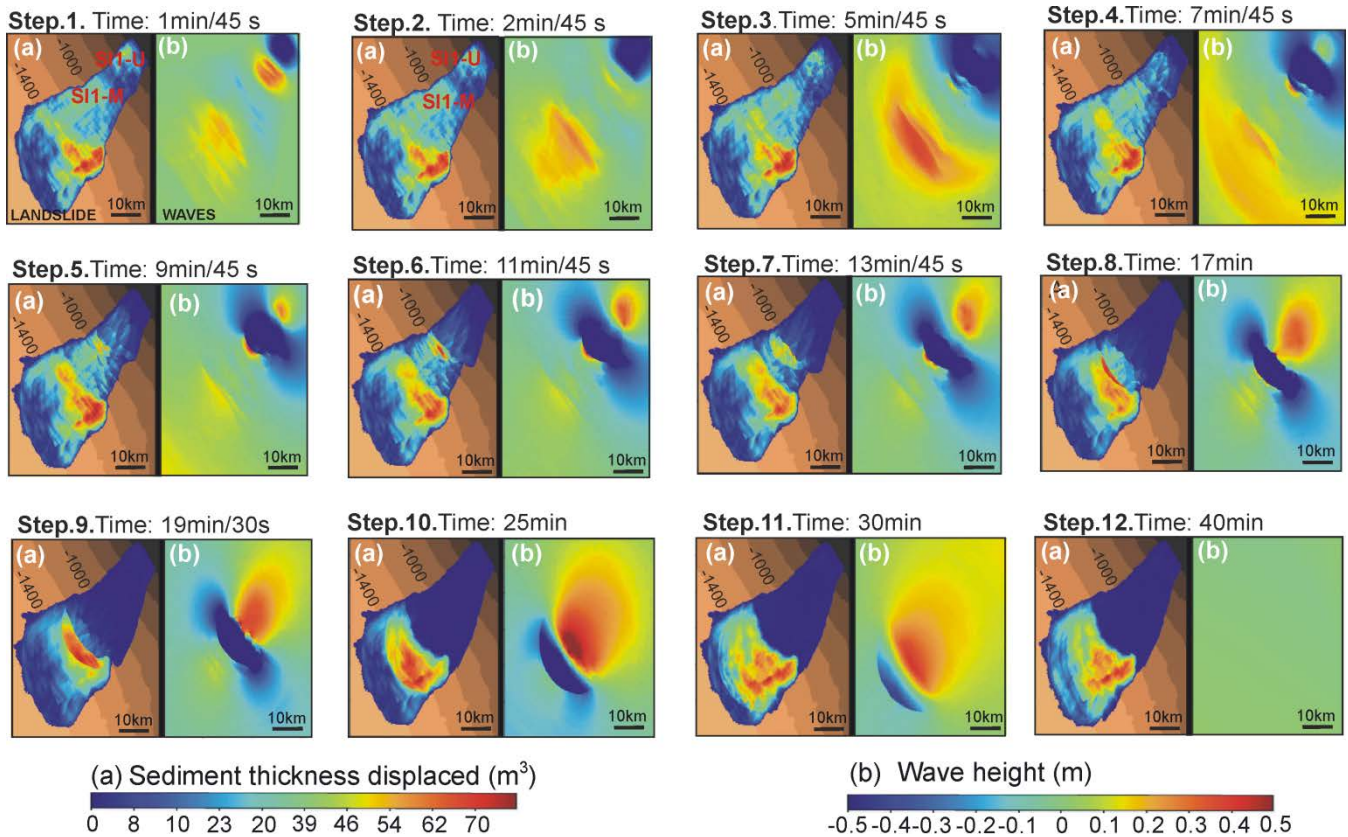 Step.1. Time: 1min/45 s
(a)
(b)
-1000
-1400
SI1-U
SI1-M
LANDSLIDE
10km
WAVES
10km
Step.2. Time: 2min/45 s
(a)
(b)
-1000
-1400
SI1-U
SI1-M
10km
10km
Step.3. Time: 5min/45 s
(a)
(b)
-1000
-1400
10km
10km
Step.4. Time: 7min/45 s
(a)
(b)
-1000
-1400
10km
10km
Step.5.Time: 9min/45 s
(a)
(b)
-1000
-1400
10km
10km
Step.6.Time: 11min/45 s
(a)
(b)
-1000
-1400
10km
10km
Step.7.Time: 13min/45 s
(a)
(b)
-1000
-1400
10km
10km
Step.8.Time: 17min
(a)
(b)
-1000
-1400
10km
10km
Step.9.Time: 19min/30s
(a)
(b)
-1000
-1400
10km
10km
Step.10.Time: 25min
(a)
(b)
-1000
-1400
10km
10km
Step.11.Time: 30min
(a)
(b)
-1000
-1400
10km
10km
Step.12.Time: 40min
(a)
(b)
-1000
-1400
10km
10km
(a) Sediment thickness displaced (m³)
0 8 10 23 20 39 46 54 62 70
(b) Wave height (m)
-0.5 -0.4 -0.3 -0.2 -0.1 0 0.1 0.2 0.3 0.4 0.5